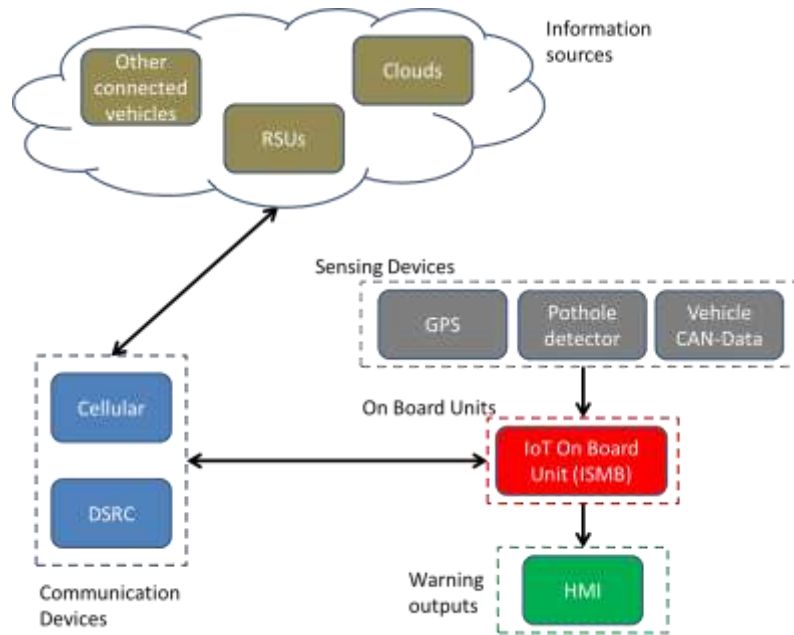 Information
sources
Other
connected
vehicles
Clouds
RSUs
Sensing Devices
GPS
Pothole
detector
Vehicle
CAN-Data
On Board Units
Cellular
DSRC
IoT On Board
Unit (ISMB)
Communication
Devices
Warning
outputs
HMI